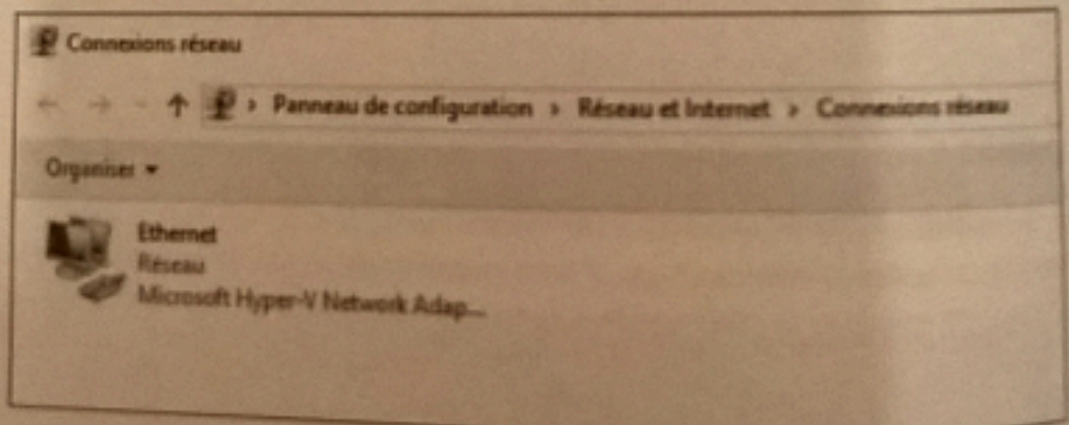 Connexions réseau
Panneau de configuration > Réseau et Internet > Connexions réseau
Organiser
Ethernet
Réseau
Microsoft Hyper-V Network Adap...